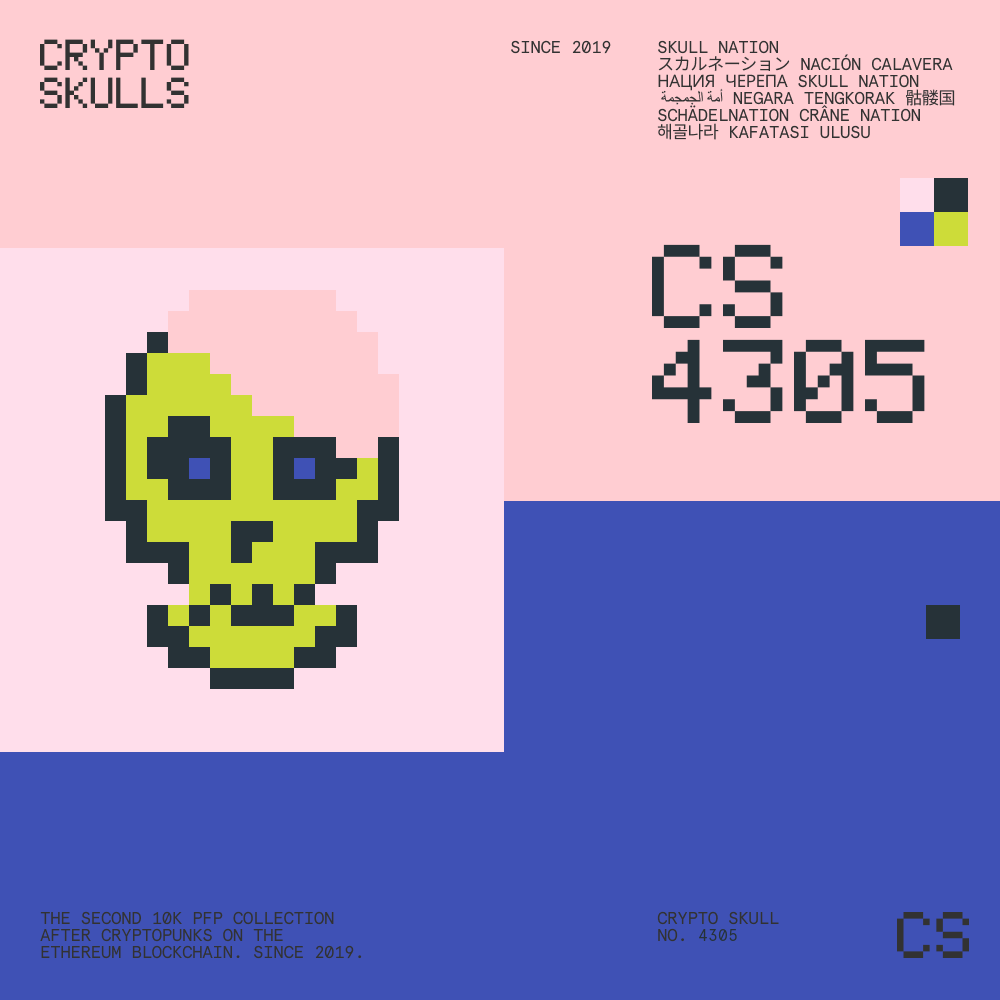 CRYPTO
SKULLS
SINCE 2019
SKULL NATION
スカルネーション NACIÓN CALAVERA
НАЦИЯ ЧЕРЕПА SKULL NATION
أمة الجمجمة NEGARA TENGKORAK 骷髅国
SCHÄDELNATION CRÂNE NATION
해골나라 KAFATASI ULUSU
CS
4305
THE SECOND 10K PFP COLLECTION
AFTER CRYPTOPUNKS ON THE
ETHEREUM BLOCKCHAIN. SINCE 2019.
CRYPTO SKULL
NO. 4305
CS